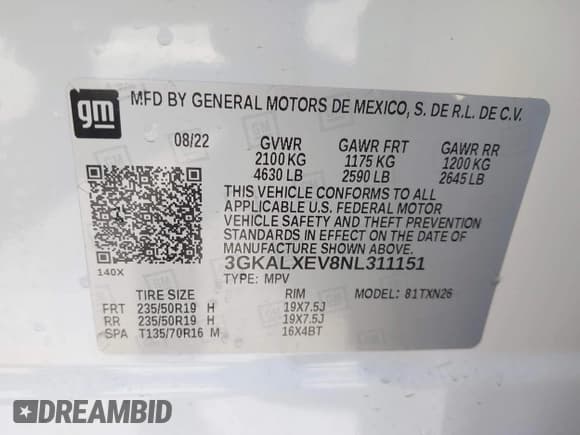 gm
MFD BY GENERAL MOTORS DE MEXICO, S. DE R.L. DE C.V.
08/22 GVWR GAWR FRT GAWR RR
2100 KG 1175 KG 1200 KG
4630 LB 2590 LB 2645 LB
THIS VEHICLE CONFORMS TO ALL
APPLICABLE U.S. FEDERAL MOTOR
VEHICLE SAFETY AND THEFT PREVENTION
STANDARDS IN EFFECT ON THE DATE OF
MANUFACTURE SHOWN ABOVE.
3GKALXEV8NL311151
140X TYPE: MPV MODEL: 81TXN26
TIRE SIZE RIM
FRT 235/50R19 H 19X7.5J
RR 235/50R19 H 19X7.5J
SPA T135/70R16 M 16X4BT
DREAMBID